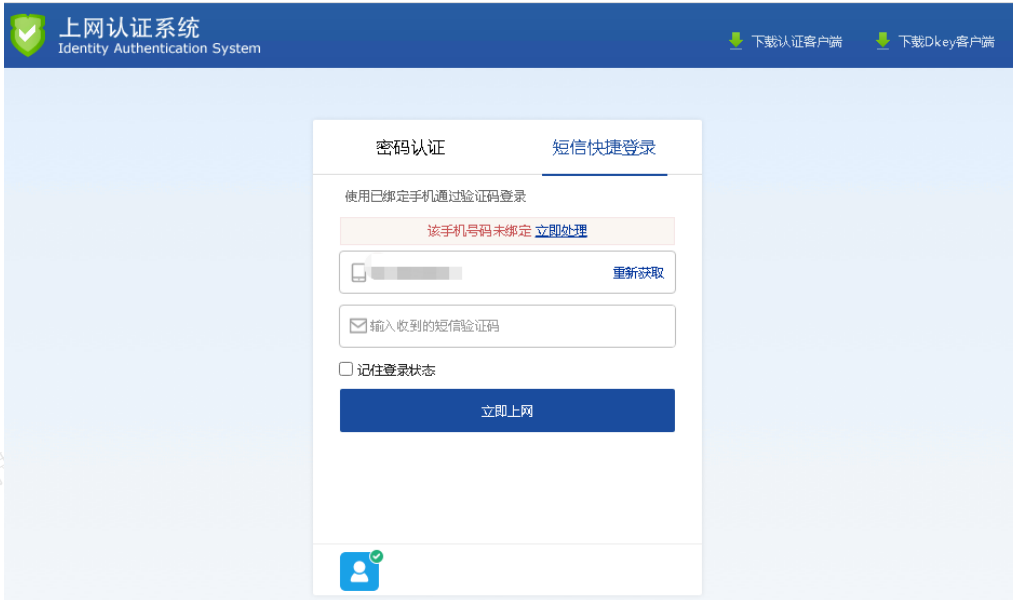 上网认证系统
Identity Authentication System
下载认证客户端 下载Dkey客户端
密码认证 短信快捷登录
使用已绑定手机通过验证码登录
该手机号码未绑定 立即处理
重新获取
输入收到的短信验证码
记住登录状态
立即上网